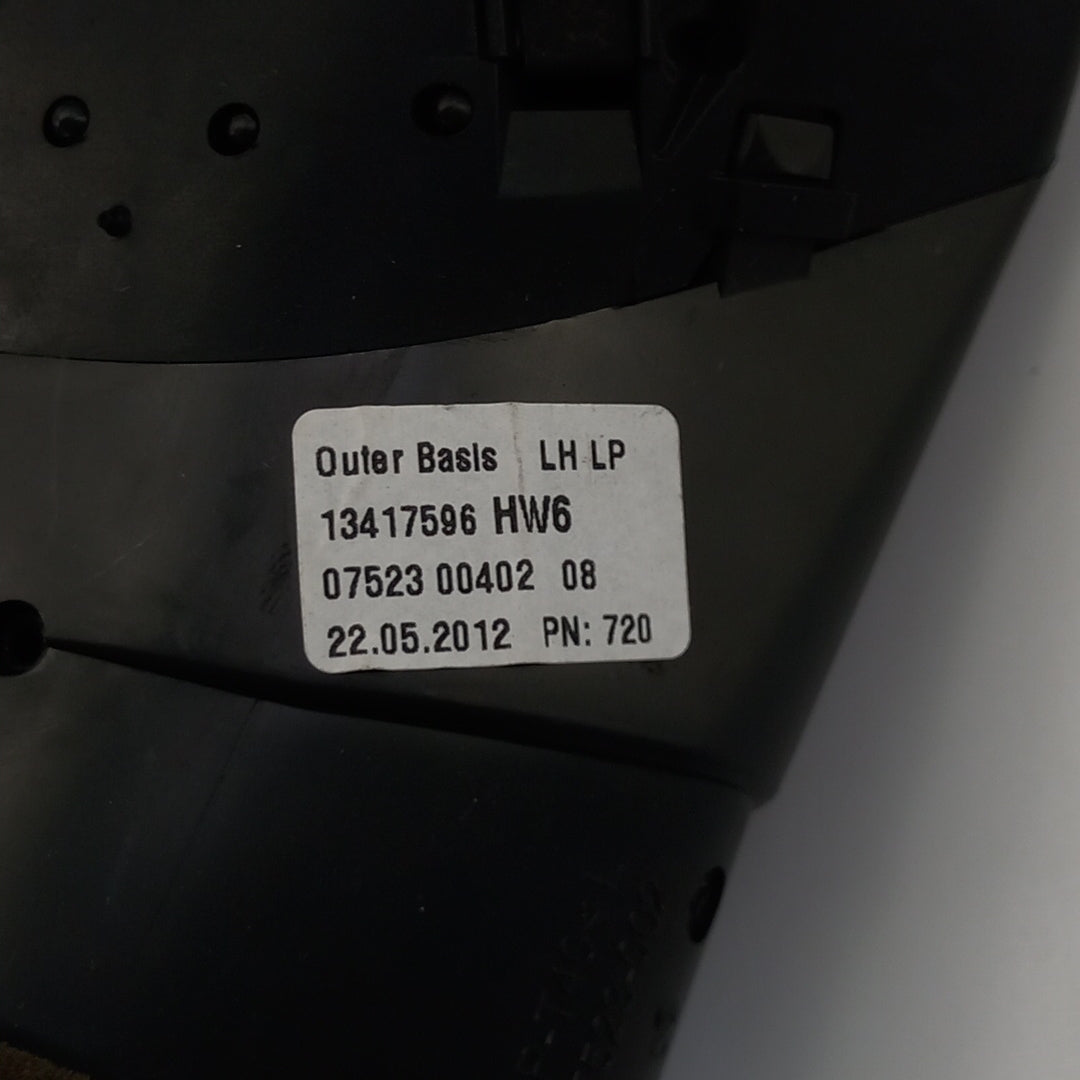 Outer Basis LH LP
13417596 HW6
07523 00402 08
22.05.2012 PN: 720